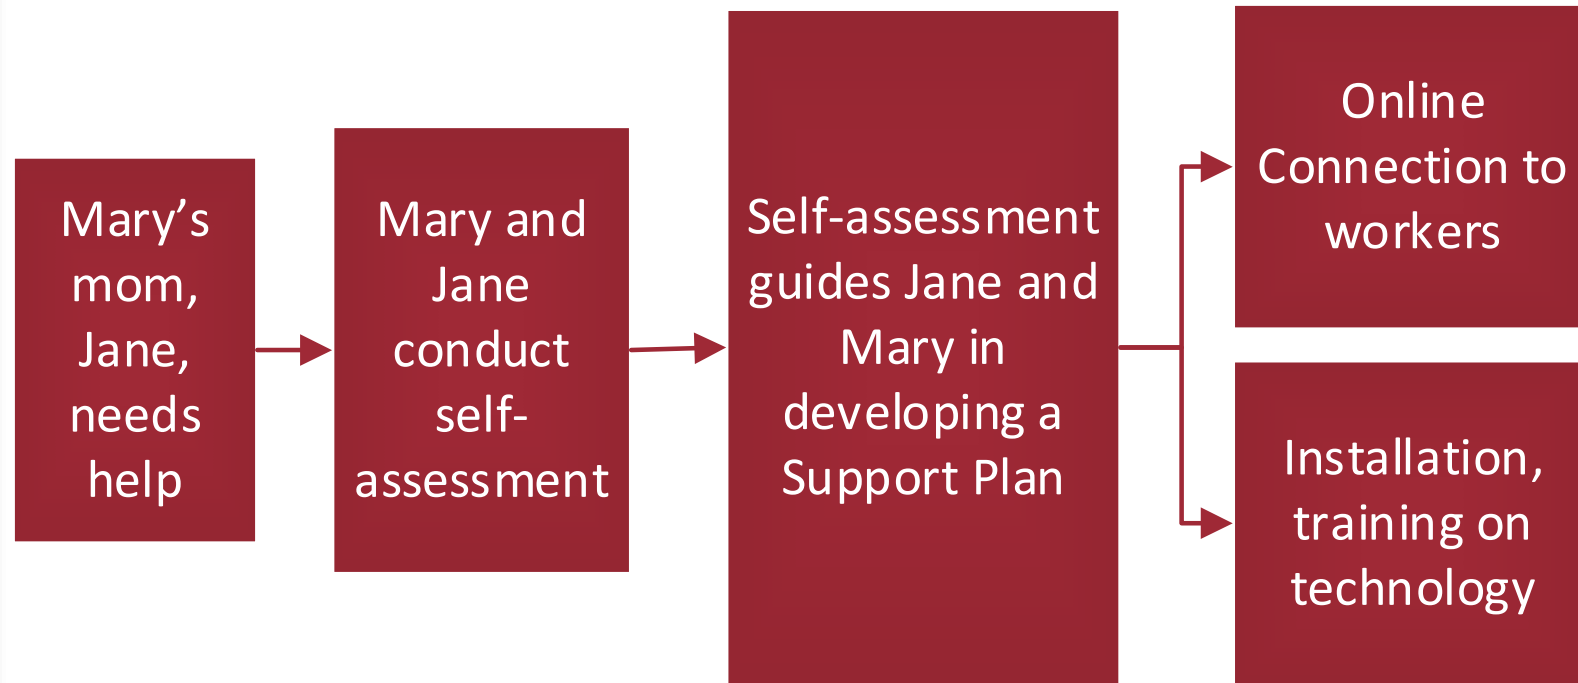 Mary’s
mom,
Jane,
needs
help
Mary and
Jane
conduct
self-
assessment
Self-assessment
guides Jane and
Mary in
developing a
Support Plan
Online
Connection to
workers
Installation,
training on
technology